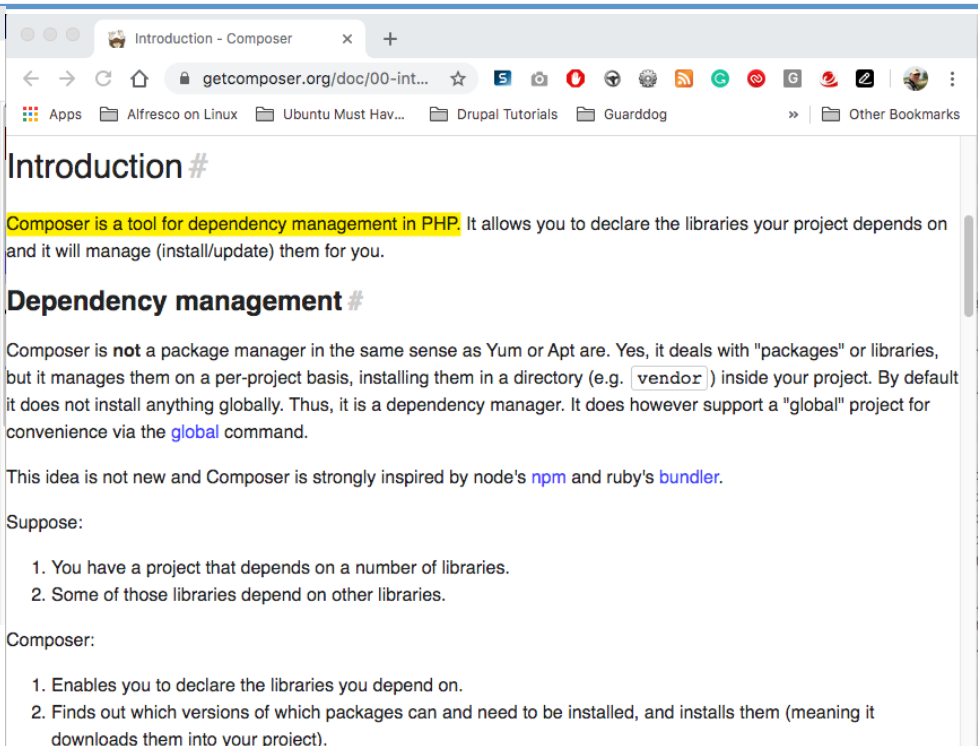 Introduction - Composer
getcomposer.org/doc/00-int...
Apps Alfresco on Linux Ubuntu Must Hav... Drupal Tutorials Guarddog » Other Bookmarks
Introduction #
Composer is a tool for dependency management in PHP. It allows you to declare the libraries your project depends on
and it will manage (install/update) them for you.
Dependency management #
Composer is not a package manager in the same sense as Yum or Apt are. Yes, it deals with "packages" or libraries,
but it manages them on a per-project basis, installing them in a directory (e.g. vendor) inside your project. By default
it does not install anything globally. Thus, it is a dependency manager. It does however support a "global" project for
convenience via the global command.
This idea is not new and Composer is strongly inspired by node's npm and ruby's bundler.
Suppose:
1. You have a project that depends on a number of libraries.
2. Some of those libraries depend on other libraries.
Composer:
1. Enables you to declare the libraries you depend on.
2. Finds out which versions of which packages can and need to be installed, and installs them (meaning it
downloads them into your project).